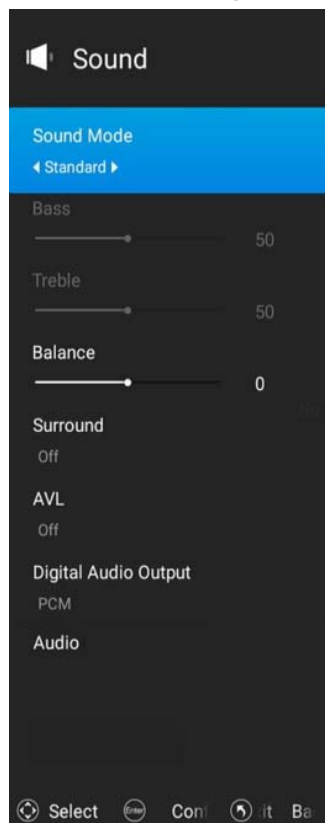 Sound
Sound Mode
Standard
Bass
50
Treble
50
Balance
0
Surround
Off
AVL
Off
Digital Audio Output
PCM
Audio
Select Enter